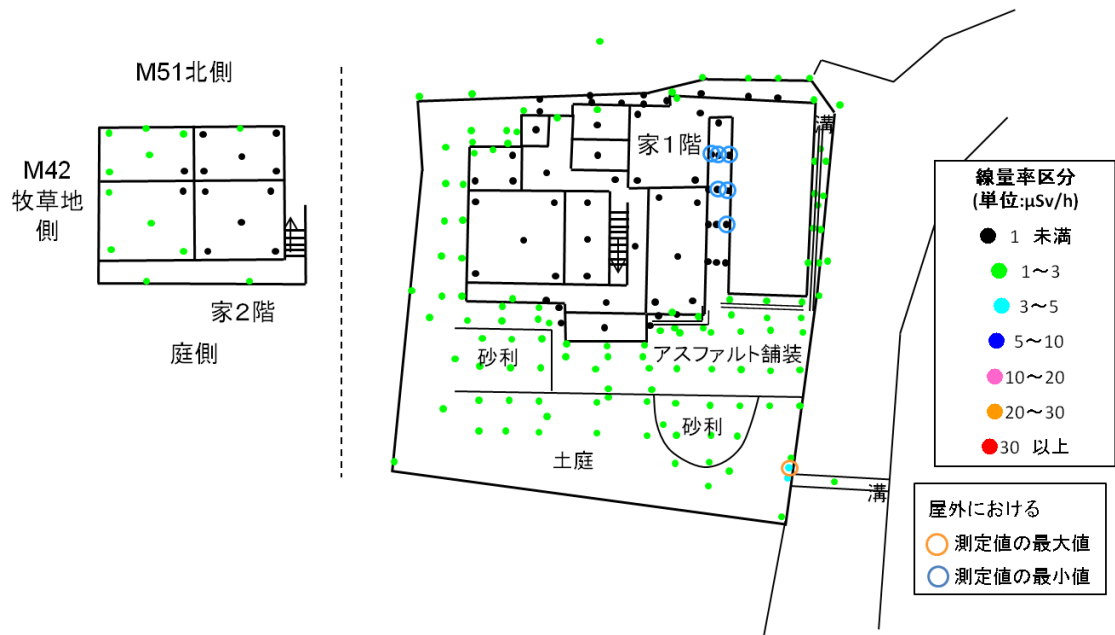 M51北側
M42
牧草地
側
家2階
庭側
家1階
溝
砂利
アスファルト舗装
砂利
土庭
溝
線量率区分
(単位:μSv/h)
1 未満
1~3
3~5
5~10
10~20
20~30
30 以上
屋外における
測定値の最大値
測定値の最小値